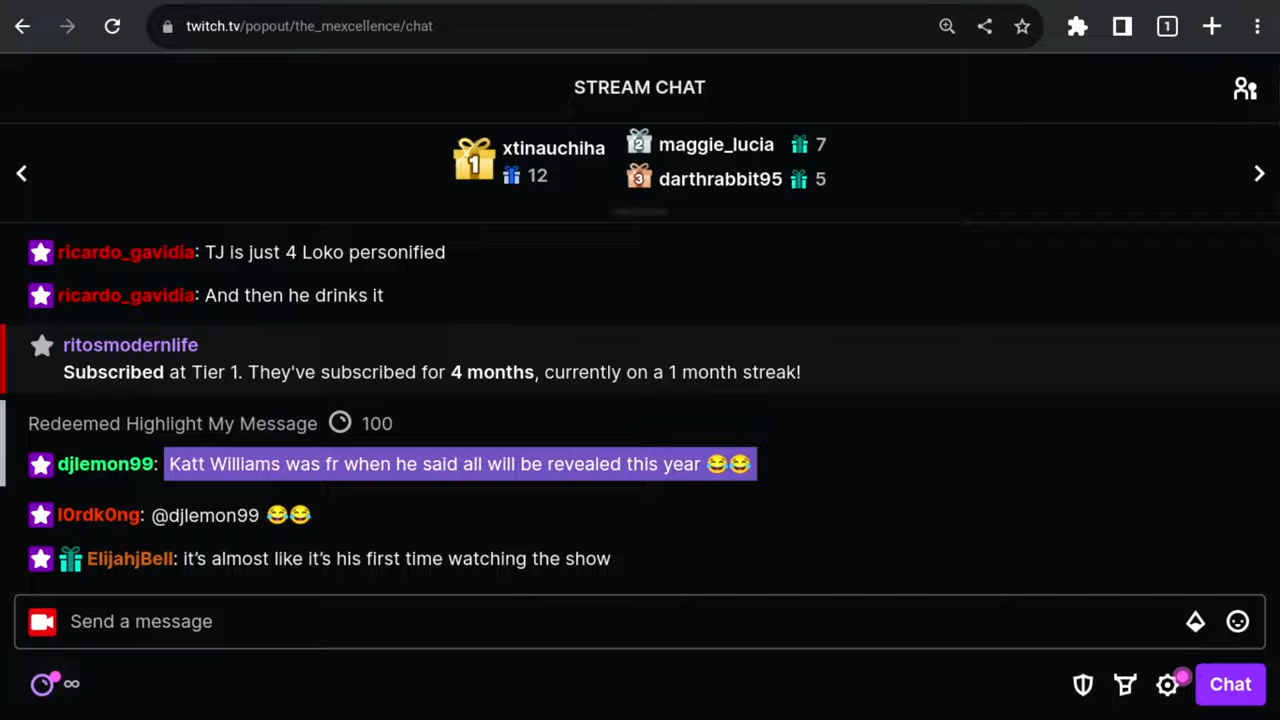 twitch.tv/popout/the_mexcellence/chat
1
STREAM CHAT
1 xtinauchiha
12
2 maggie_lucia 7
3 darthrabbit95 5
ricardo_gavidia: TJ is just 4 Loko personified
ricardo_gavidia: And then he drinks it
ritosmodernlife
Subscribed at Tier 1. They've subscribed for 4 months, currently on a 1 month streak!
Redeemed Highlight My Message 100
djlemon99: Katt Williams was fr when he said all will be revealed this year 😂😂
l0rdk0ng: @djlemon99 😂😂
ElijahjBell: it’s almost like it’s his first time watching the show
Send a message
∞
Chat